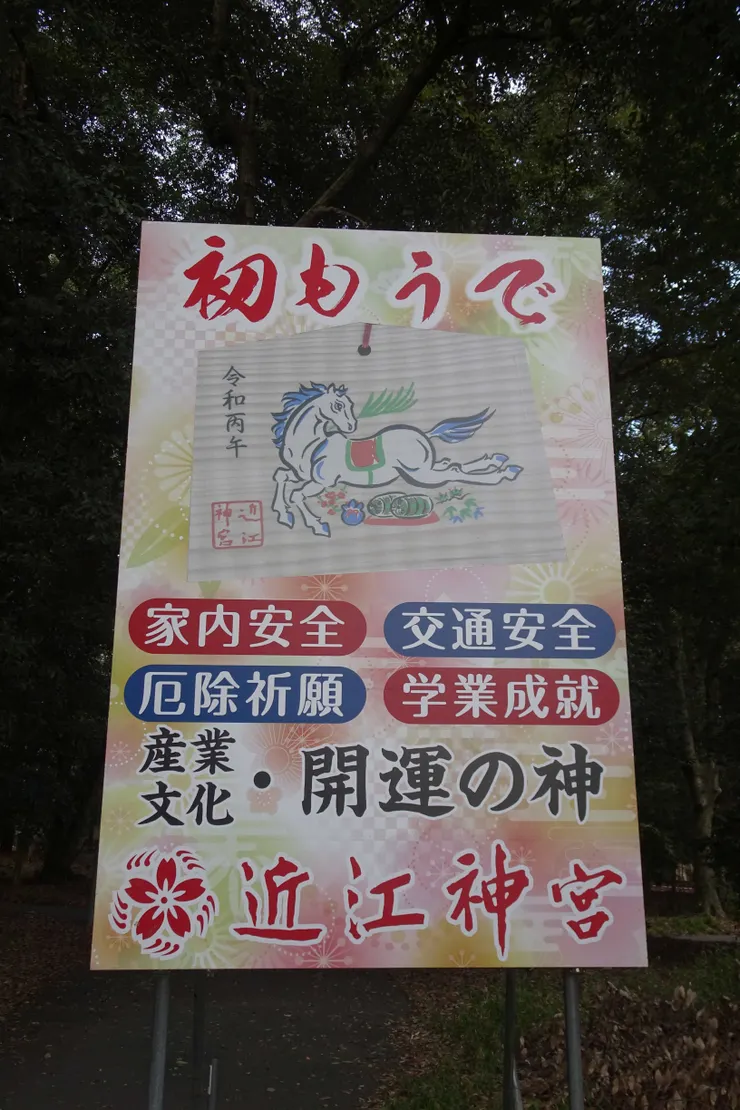 初もうで
令和丙午
近江
神宮
家内安全 交通安全
厄除祈願 学業成就
産業
文化・開運の神
近江神宮